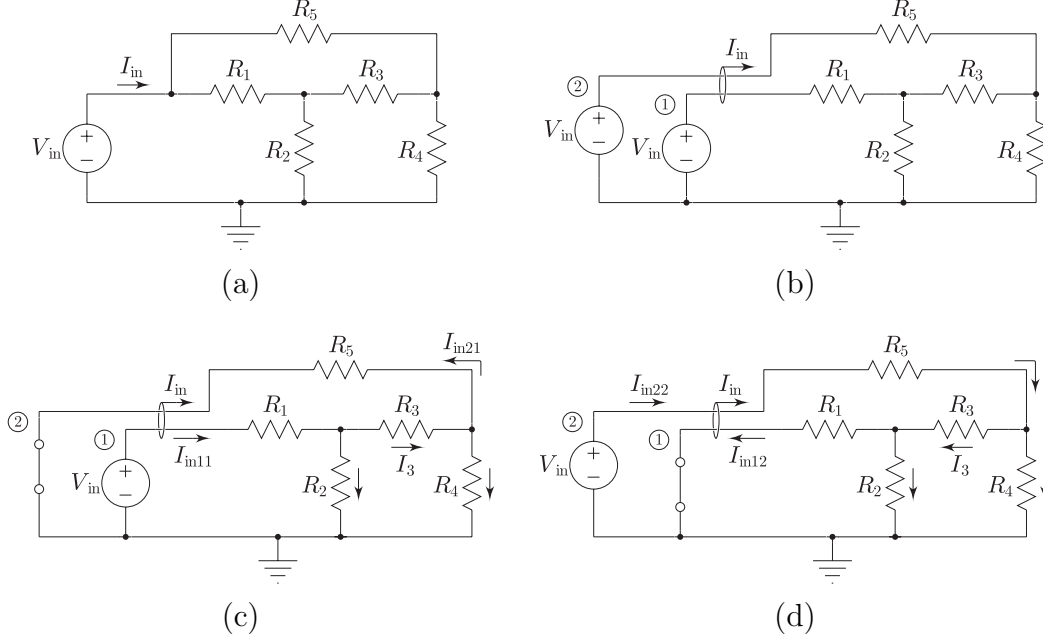 R5
Iin
R1
R3
+
−
Vin
R2
R4
(a)
R5
Iin
②
R1
R3
①
+
−
Vin
+
−
Vin
R2
R4
(b)
Iin21
R5
Iin
②
①
R1
R3
Iin11
I3
+
−
Vin
R2
R4
(c)
R5
Iin22
Iin
②
①
R1
R3
Iin12
I3
+
−
Vin
R2
R4
(d)